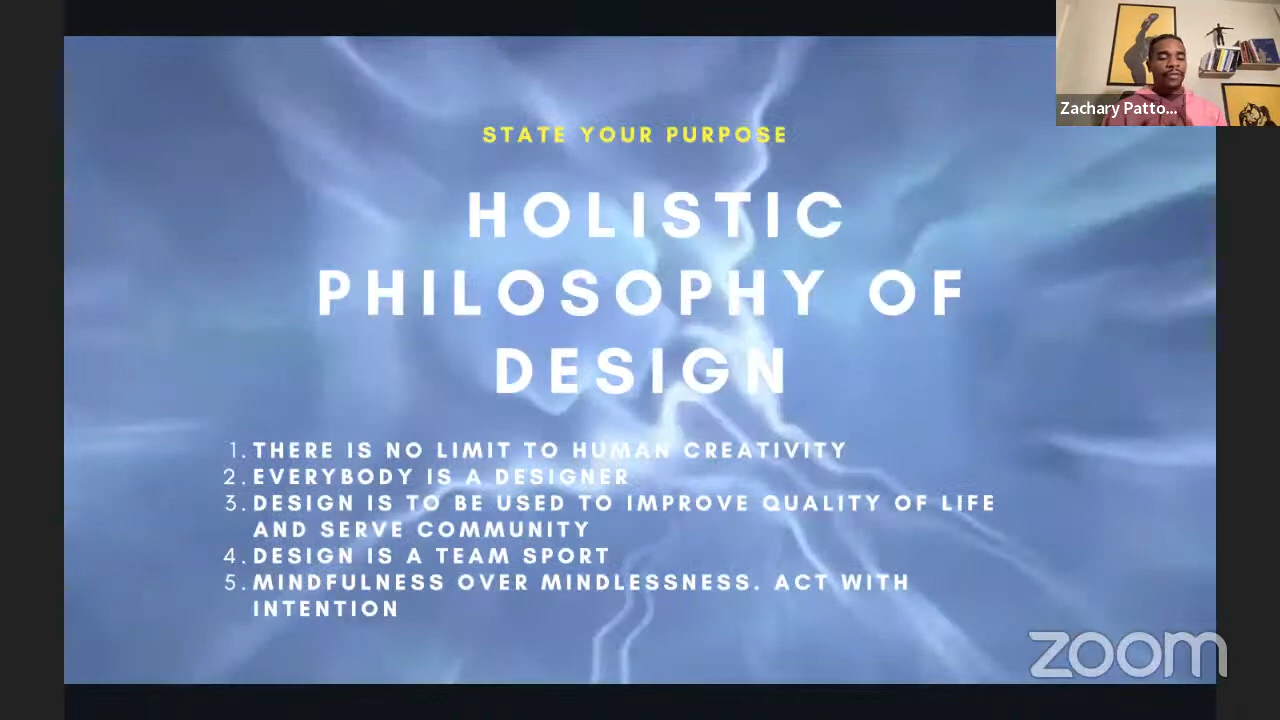 Zachary Patto...
STATE YOUR PURPOSE
HOLISTIC
PHILOSOPHY OF
DESIGN
1. THERE IS NO LIMIT TO HUMAN CREATIVITY
2. EVERYBODY IS A DESIGNER
3. DESIGN IS TO BE USED TO IMPROVE QUALITY OF LIFE
AND SERVE COMMUNITY
4. DESIGN IS A TEAM SPORT
5. MINDFULNESS OVER MINDLESSNESS. ACT WITH
INTENTION
zoom